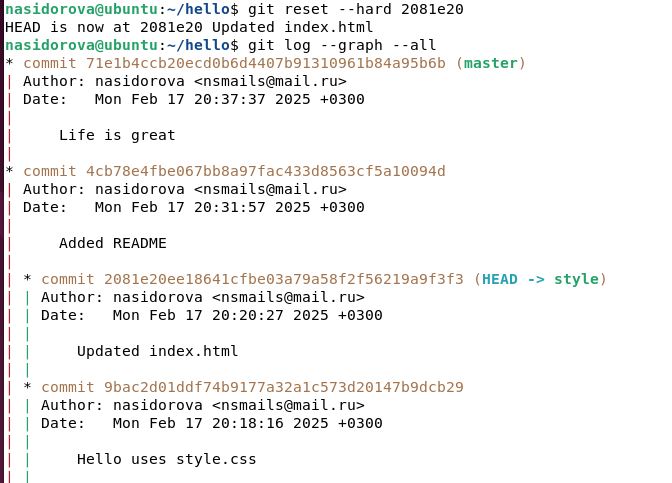 nasidorova@ubuntu:~/hello$ git reset --hard 2081e20
HEAD is now at 2081e20 Updated index.html
nasidorova@ubuntu:~/hello$ git log --graph --all
* commit 71e1b4ccb20ecd0b6d4407b91310961b84a95b6b (master)
| Author: nasidorova <nsmails@mail.ru>
| Date:   Mon Feb 17 20:37:37 2025 +0300
|
|     Life is great
|
* commit 4cb78e4fbe067bb8a97fac433d8563cf5a10094d
| Author: nasidorova <nsmails@mail.ru>
| Date:   Mon Feb 17 20:31:57 2025 +0300
|
|     Added README
|
| * commit 2081e20ee18641cfbe03a79a58f2f56219a9f3f3 (HEAD -> style)
| | Author: nasidorova <nsmails@mail.ru>
| | Date:   Mon Feb 17 20:20:27 2025 +0300
| |
| |     Updated index.html
| |
| * commit 9bac2d01ddf74b9177a32a1c573d20147b9dcb29
| | Author: nasidorova <nsmails@mail.ru>
| | Date:   Mon Feb 17 20:18:16 2025 +0300
| |
| |     Hello uses style.css
| |